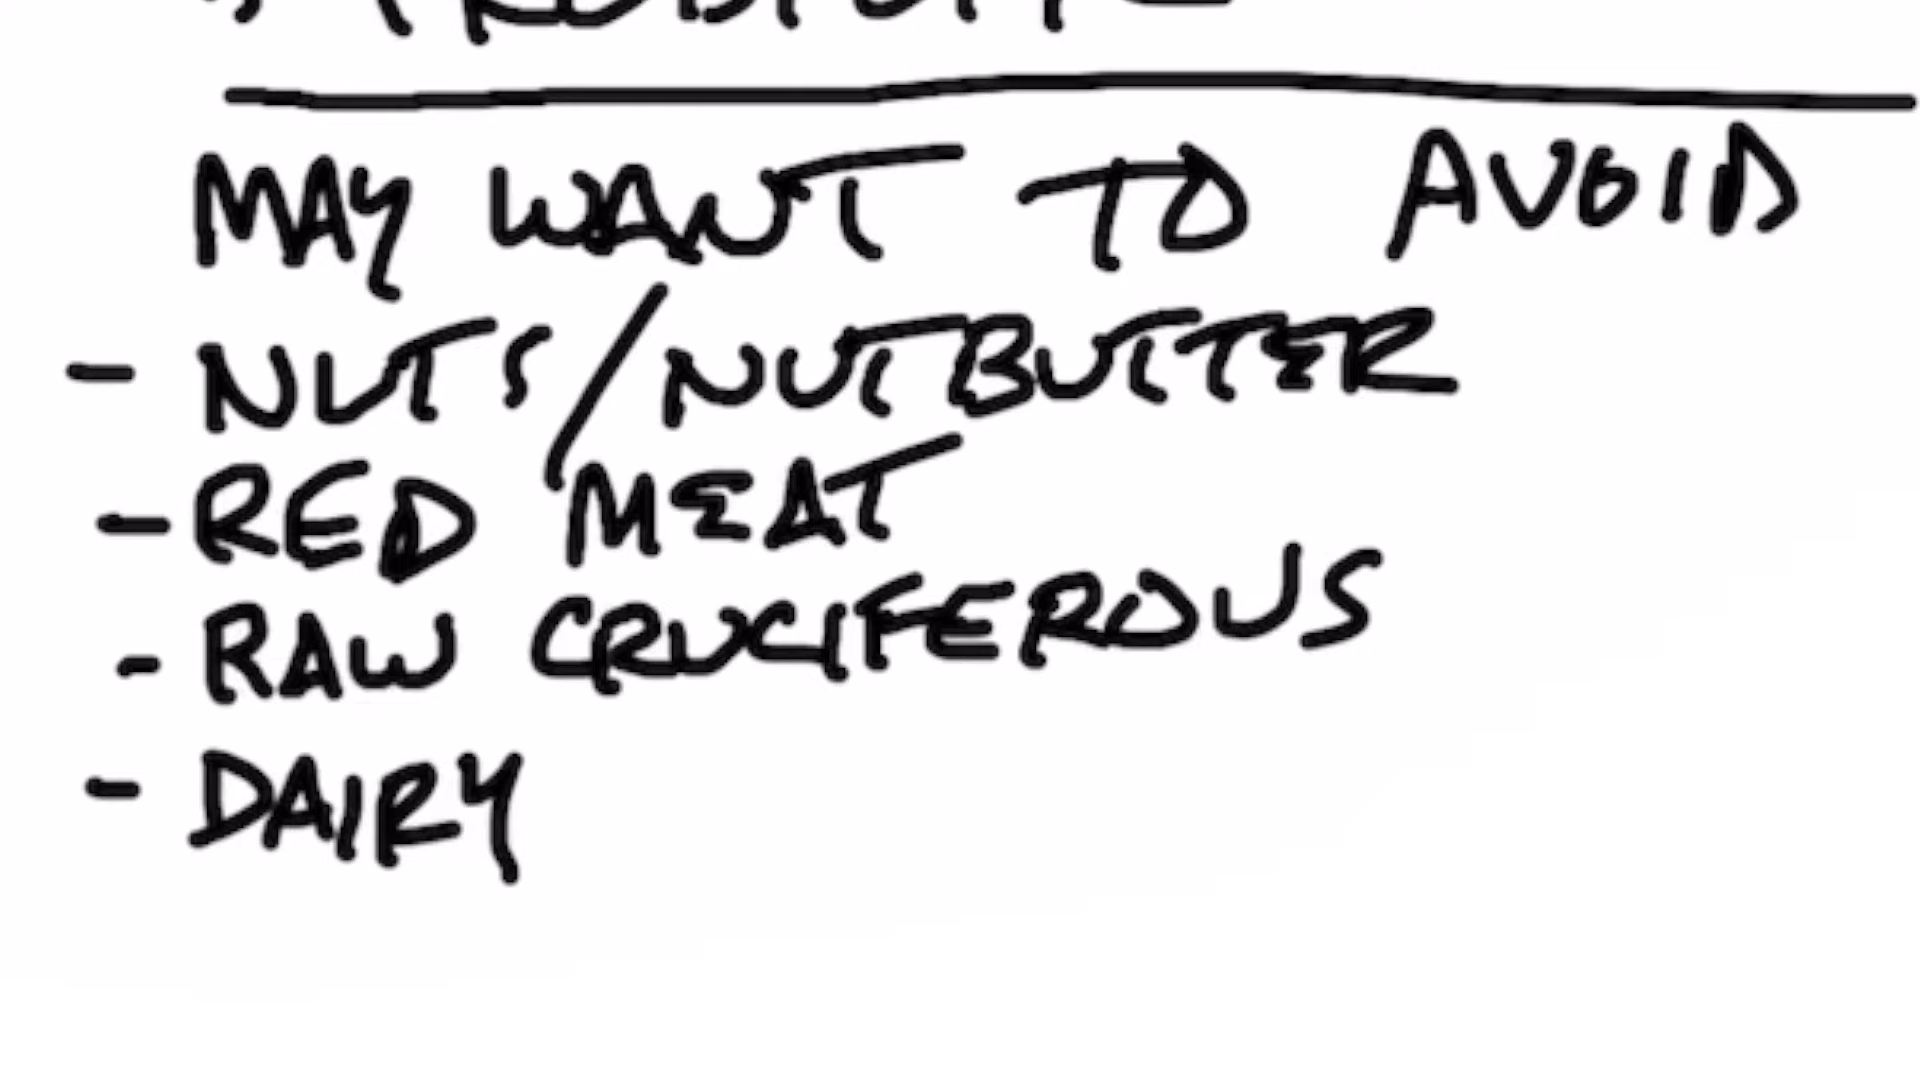 MAY WANT TO AVOID
- NUTS/NUTBUTTER
- RED MEAT
- RAW CRUCIFEROUS
- DAIRY